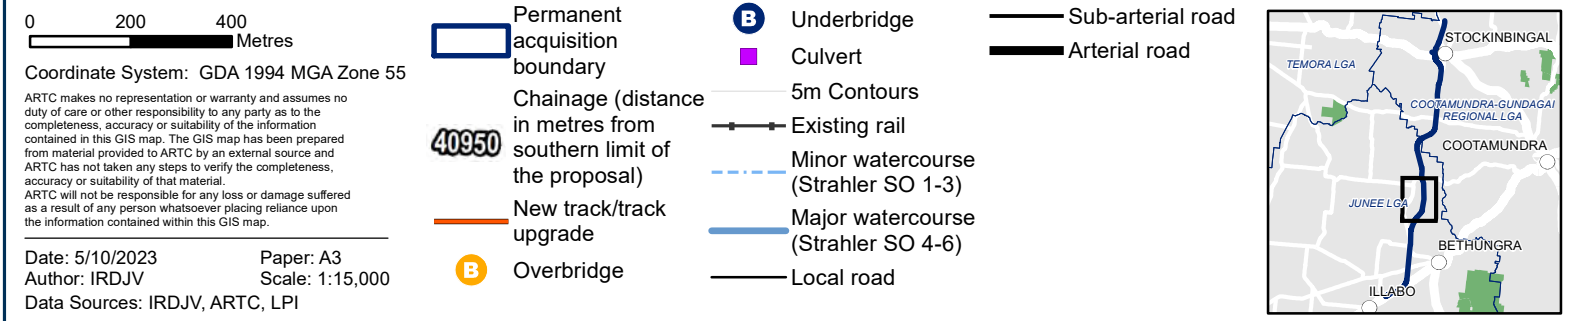 0 200 400
Metres
Coordinate System: GDA 1994 MGA Zone 55
ARTC makes no representation or warranty and assumes no
duty of care or other responsibility to any party as to the
completeness, accuracy or suitability of the information
contained in this GIS map. The GIS map has been prepared
from material provided to ARTC by an external source and
ARTC has not taken any steps to verify the completeness,
accuracy or suitability of that material.
ARTC will not be responsible for any loss or damage suffered
as a result of any person whatsoever placing reliance upon
the information contained within this GIS map.
Date: 5/10/2023 Paper: A3
Author: IRDJV Scale: 1:15,000
Data Sources: IRDJV, ARTC, LPI
Permanent
acquisition
boundary
40950
Chainage (distance
in metres from
southern limit of
the proposal)
New track/track
upgrade
B Overbridge
B Underbridge
Culvert
5m Contours
Existing rail
Minor watercourse
(Strahler SO 1-3)
Major watercourse
(Strahler SO 4-6)
Local road
Sub-arterial road
Arterial road
STOCKINBINGAL
TEMORA LGA
COOTAMUNDRA-GUNDAGAI
REGIONAL LGA
COOTAMUNDRA
JUNEE LGA
BETHUNGRA
ILLABO